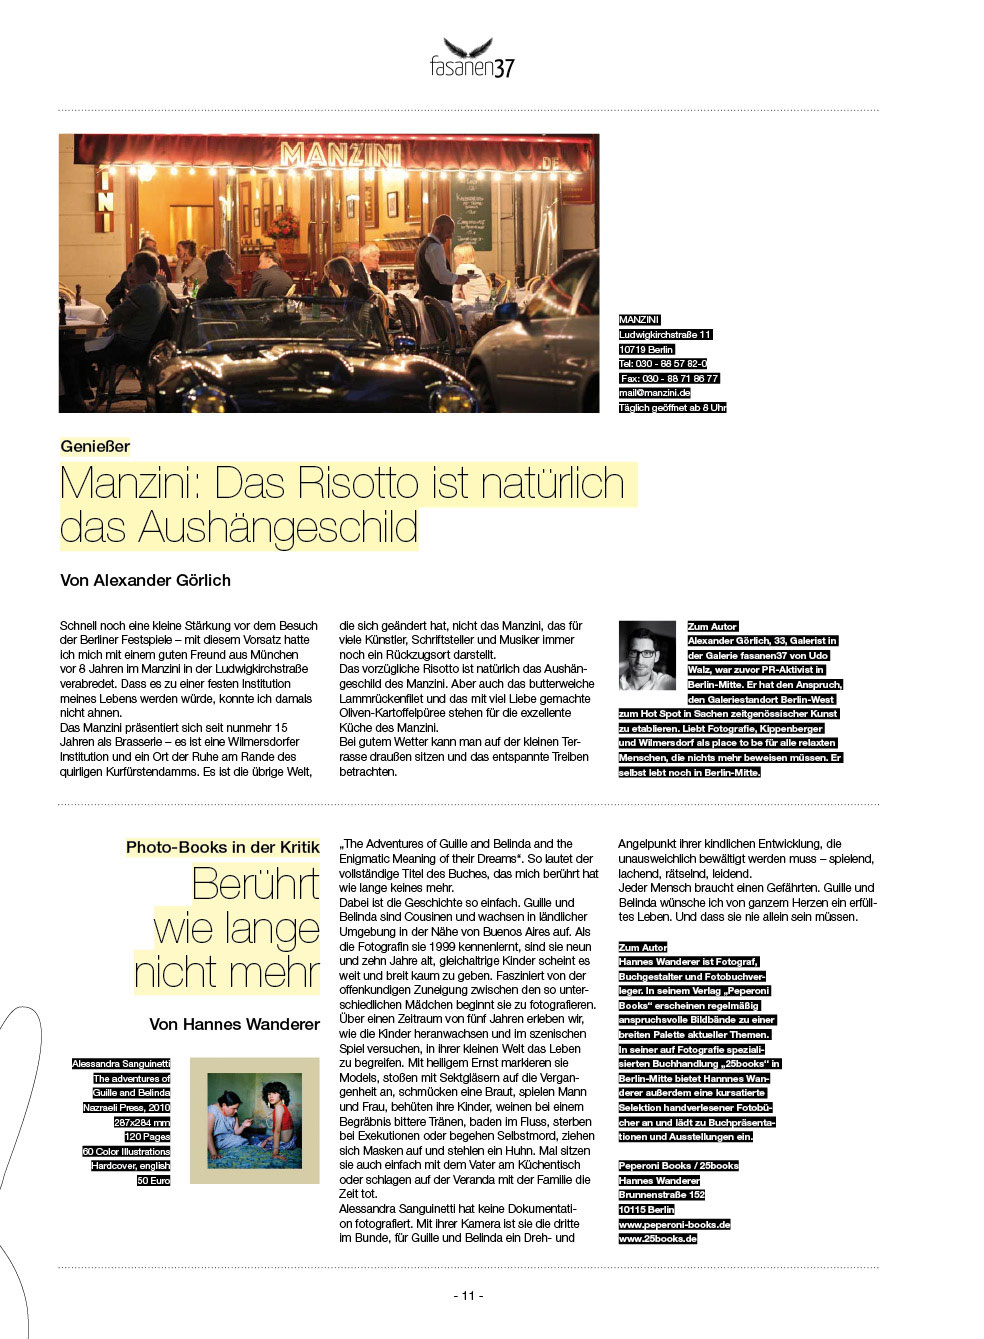 fasanen37
MANZINI
.DE
INI
MANZINI
Ludwigkirchstraße 11
10719 Berlin
Tel: 030 - 88 57 82-0
Fax: 030 - 88 71 86 77
mail@manzini.de
Täglich geöffnet ab 8 Uhr
Genießer
Manzini: Das Risotto ist natürlich
das Aushängeschild
Von Alexander Görlich
Schnell noch eine kleine Stärkung vor dem Besuch
der Berliner Festspiele – mit diesem Vorsatz hatte
ich mich mit einem guten Freund aus München
vor 8 Jahren im Manzini in der Ludwigkirchstraße
verabredet. Dass es zu einer festen Institution
meines Lebens werden würde, konnte ich damals
nicht ahnen.
Das Manzini präsentiert sich seit nunmehr 15
Jahren als Brasserie – es ist eine Wilmersdorfer
Institution und ein Ort der Ruhe am Rande des
quirligen Kurfürstendamms. Es ist die übrige Welt,
die sich geändert hat, nicht das Manzini, das für
viele Künstler, Schriftsteller und Musiker immer
noch ein Rückzugsort darstellt.
Das vorzügliche Risotto ist natürlich das Aushän-
geschild des Manzini. Aber auch das butterweiche
Lammrückenfilet und das mit viel Liebe gemachte
Oliven-Kartoffelpüree stehen für die exzellente
Küche des Manzini.
Bei gutem Wetter kann man auf der kleinen Ter-
rasse draußen sitzen und das entspannte Treiben
betrachten.
Zum Autor
Alexander Görlich, 33, Galerist in
der Galerie fasanen37 von Udo
Walz, war zuvor PR-Aktivist in
Berlin-Mitte. Er hat den Anspruch,
den Galeriestandort Berlin-West
zum Hot Spot in Sachen zeitgenössischer Kunst
zu etablieren. Liebt Fotografie, Kippenberger
und Wilmersdorf als place to be für alle relaxten
Menschen, die nichts mehr beweisen müssen. Er
selbst lebt noch in Berlin-Mitte.
Photo-Books in der Kritik
Berührt
wie lange
nicht mehr
Von Hannes Wanderer
Alessandra Sanguinetti
The adventures of
Guille and Belinda
Nazraeli Press, 2010
287x284 mm
120 Pages
60 Color Illustrations
Hardcover, english
50 Euro
„The Adventures of Guille and Belinda and the
Enigmatic Meaning of their Dreams“. So lautet der
vollständige Titel des Buches, das mich berührt hat
wie lange keines mehr.
Dabei ist die Geschichte so einfach. Guille und
Belinda sind Cousinen und wachsen in ländlicher
Umgebung in der Nähe von Buenos Aires auf. Als
die Fotografin sie 1999 kennenlernt, sind sie neun
und zehn Jahre alt, gleichaltrige Kinder scheint es
weit und breit kaum zu geben. Fasziniert von der
offenkundigen Zuneigung zwischen den so unter-
schiedlichen Mädchen beginnt sie zu fotografieren.
Über einen Zeitraum von fünf Jahren erleben wir,
wie die Kinder heranwachsen und im szenischen
Spiel versuchen, in ihrer kleinen Welt das Leben
zu begreifen. Mit heiligem Ernst markieren sie
Models, stoßen mit Sektgläsern auf die Vergan-
genheit an, schmücken eine Braut, spielen Mann
und Frau, behüten ihre Kinder, weinen bei einem
Begräbnis bittere Tränen, baden im Fluss, sterben
bei Exekutionen oder begehen Selbstmord, ziehen
sich Masken auf und stehlen ein Huhn. Mal sitzen
sie auch einfach mit dem Vater am Küchentisch
oder schlagen auf der Veranda mit der Familie die
Zeit tot.
Alessandra Sanguinetti hat keine Dokumentati-
on fotografiert. Mit ihrer Kamera ist sie die dritte
im Bunde, für Guille und Belinda ein Dreh- und
Angelpunkt ihrer kindlichen Entwicklung, die
unausweichlich bewältigt werden muss – spielend,
lachend, rätselnd, leidend.
Jeder Mensch braucht einen Gefährten. Guille und
Belinda wünsche ich von ganzem Herzen ein erfüll-
tes Leben. Und dass sie nie allein sein müssen.
Zum Autor
Hannes Wanderer ist Fotograf,
Buchgestalter und Fotobuchver-
leger. In seinem Verlag „Peperoni
Books“ erscheinen regelmäßig
anspruchsvolle Bildbände zu einer
breiten Palette aktueller Themen.
In seiner auf Fotografie speziali-
sierten Buchhandlung „25books“ in
Berlin-Mitte bietet Hannnes Wan-
derer außerdem eine kursatierte
Selektion handverlesener Fotobü-
cher an und lädt zu Buchpräsenta-
tionen und Ausstellungen ein.
Peperoni Books / 25books
Hannes Wanderer
Brunnenstraße 152
10115 Berlin
www.peperoni-books.de
www.25books.de
- 11 -